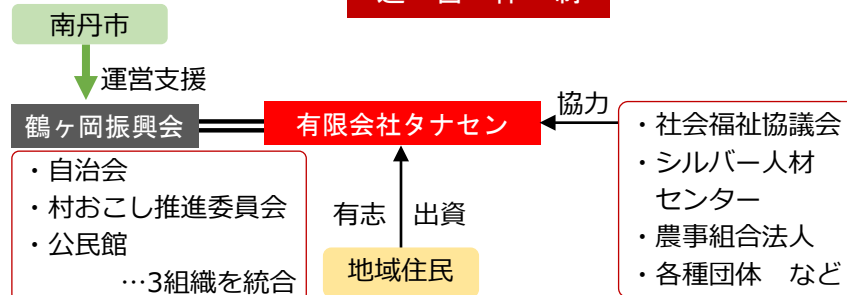 南丹市
運営支援
鶴ヶ岡振興会
有限会社タナセン
協力
・自治会
・村おこし推進委員会
・公民館
…3組織を統合
有志
出資
地域住民
・社会福祉協議会
・シルバー人材
センター
・農事組合法人
・各種団体　など